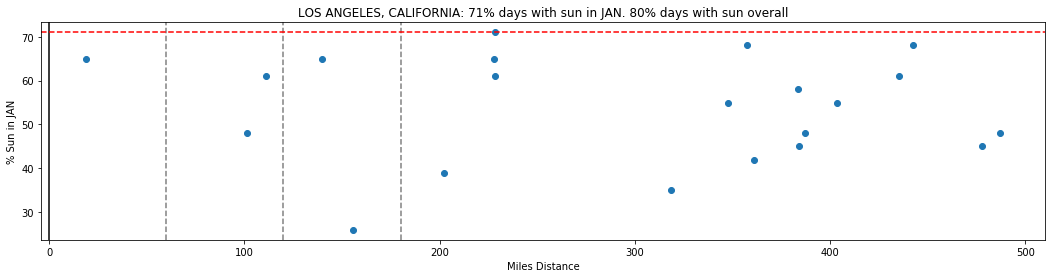 LOS ANGELES, CALIFORNIA: 71% days with sun in JAN. 80% days with sun overall
% Sun in JAN
70
60
50
40
30
0 100 200 300 400 500
Miles Distance